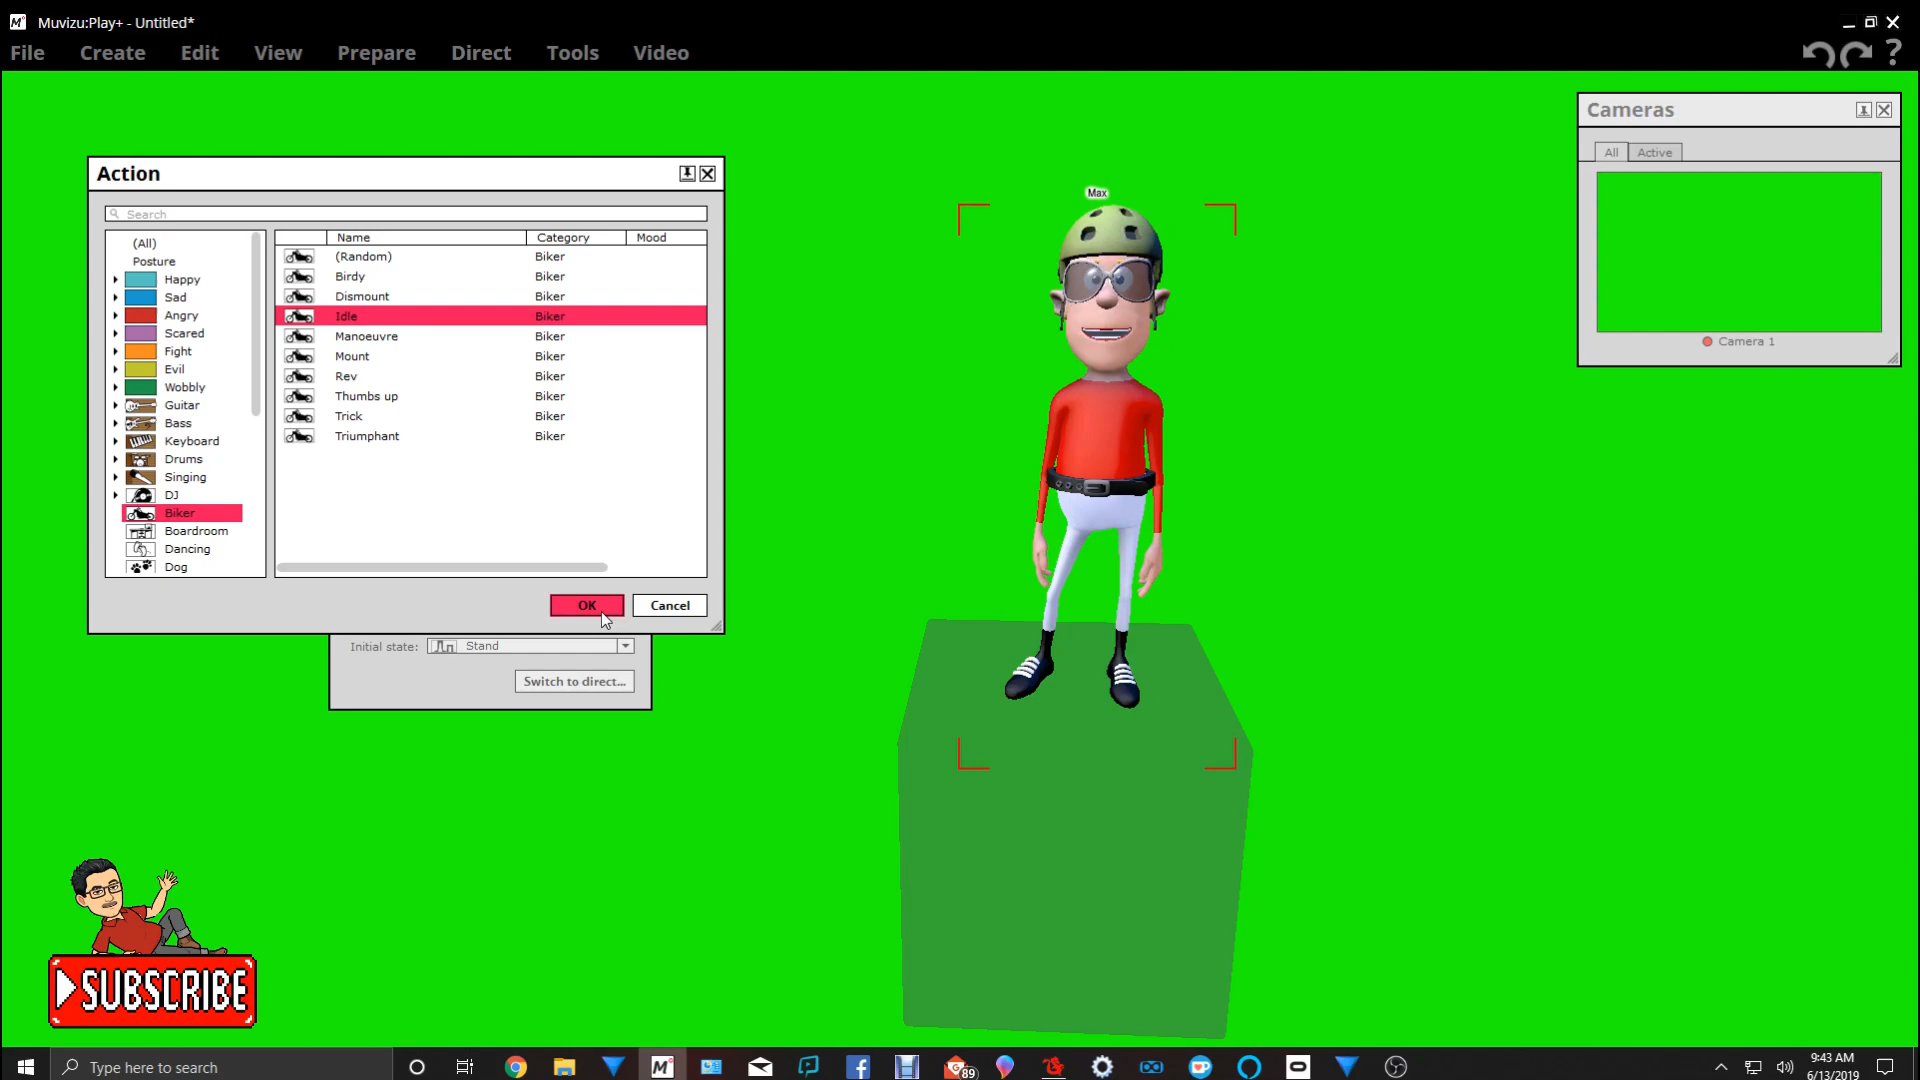 Muvizu:Play+ - Untitled*
File Create Edit View Prepare Direct Tools Video ?
Cameras
All Active
Camera 1
Action
Search
(All)
Posture
Happy
Sad
Angry
Scared
Fight
Evil
Wobbly
Guitar
Bass
Keyboard
Drums
Singing
DJ
Biker
Boardroom
Dancing
Dog
Name Category Mood
(Random) Biker
Birdy Biker
Dismount Biker
Idle Biker
Manoeuvre Biker
Mount Biker
Rev Biker
Thumbs up Biker
Trick Biker
Triumphant Biker
OK Cancel
Initial state: Stand
Switch to direct...
Max
SUBSCRIBE
Type here to search
89
9:43 AM
6/13/2019